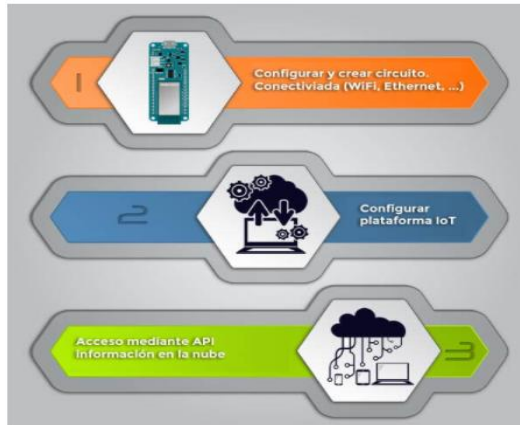 1
Configurar y crear circuito.
Conectiviada (WiFi, Ethernet, ...)
2
Configurar
plataforma IoT
Acceso mediante API
Información en la nube
3